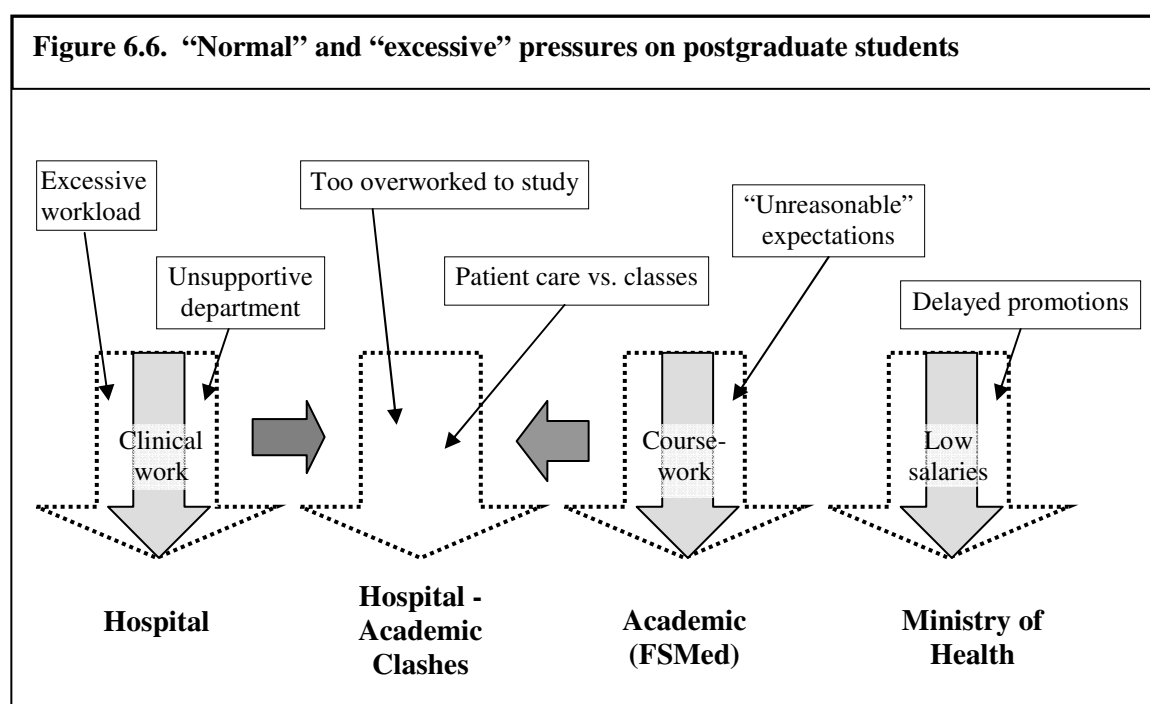 Figure 6.6. “Normal” and “excessive” pressures on postgraduate students
Excessive
workload
Unsupportive
department
Too overworked to study
Patient care vs. classes
“Unreasonable”
expectations
Delayed promotions
Clinical
work
Course-
work
Low
salaries
Hospital
Hospital -
Academic
Clashes
Academic
(FSMed)
Ministry of
Health